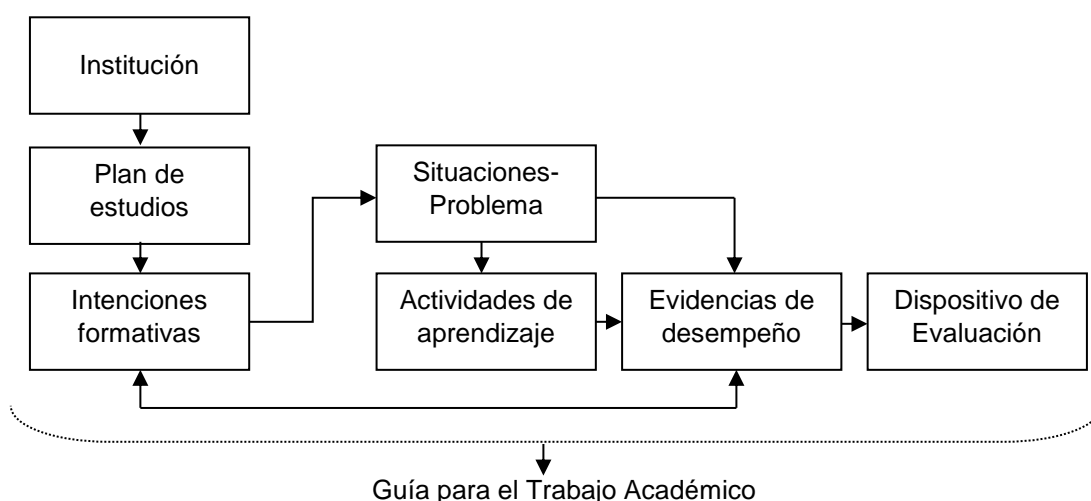 Institución
Plan de
estudios
Situaciones-
Problema
Intenciones
formativas
Actividades de
aprendizaje
Evidencias de
desempeño
Dispositivo de
Evaluación
Guía para el Trabajo Académico